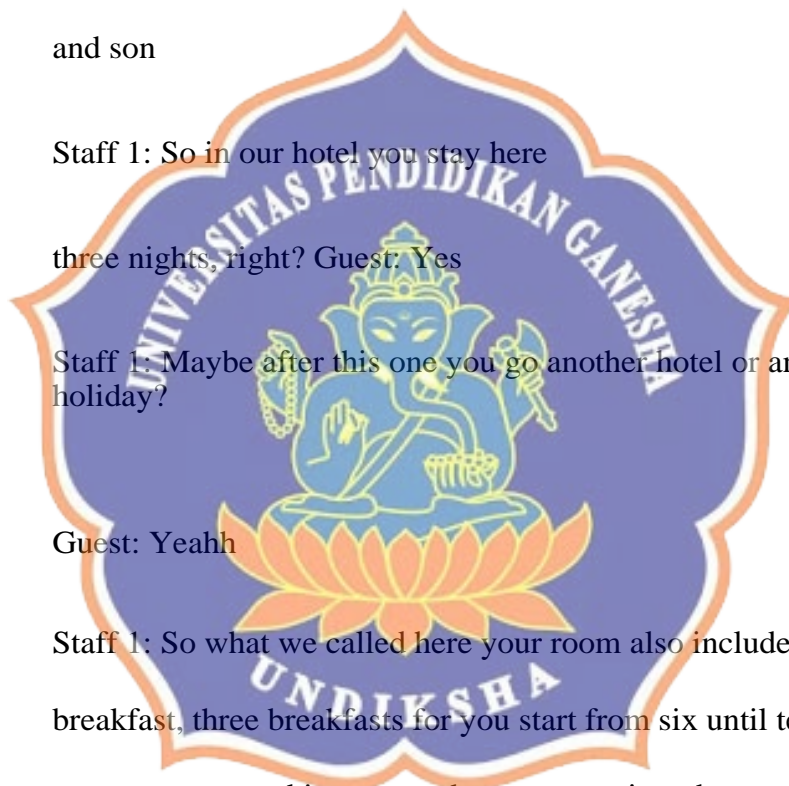 and son
Staff 1: So in our hotel you stay here
UNIVERSITAS PENDIDIKAN GANESHA
three nights, right? Guest: Yes
Staff 1: Maybe after this one you go another hotel or
holiday?
Guest: Yeahh
Staff 1: So what we called here your room also include
breakfast, three breakfasts for you start from six until
UNDIKSHA